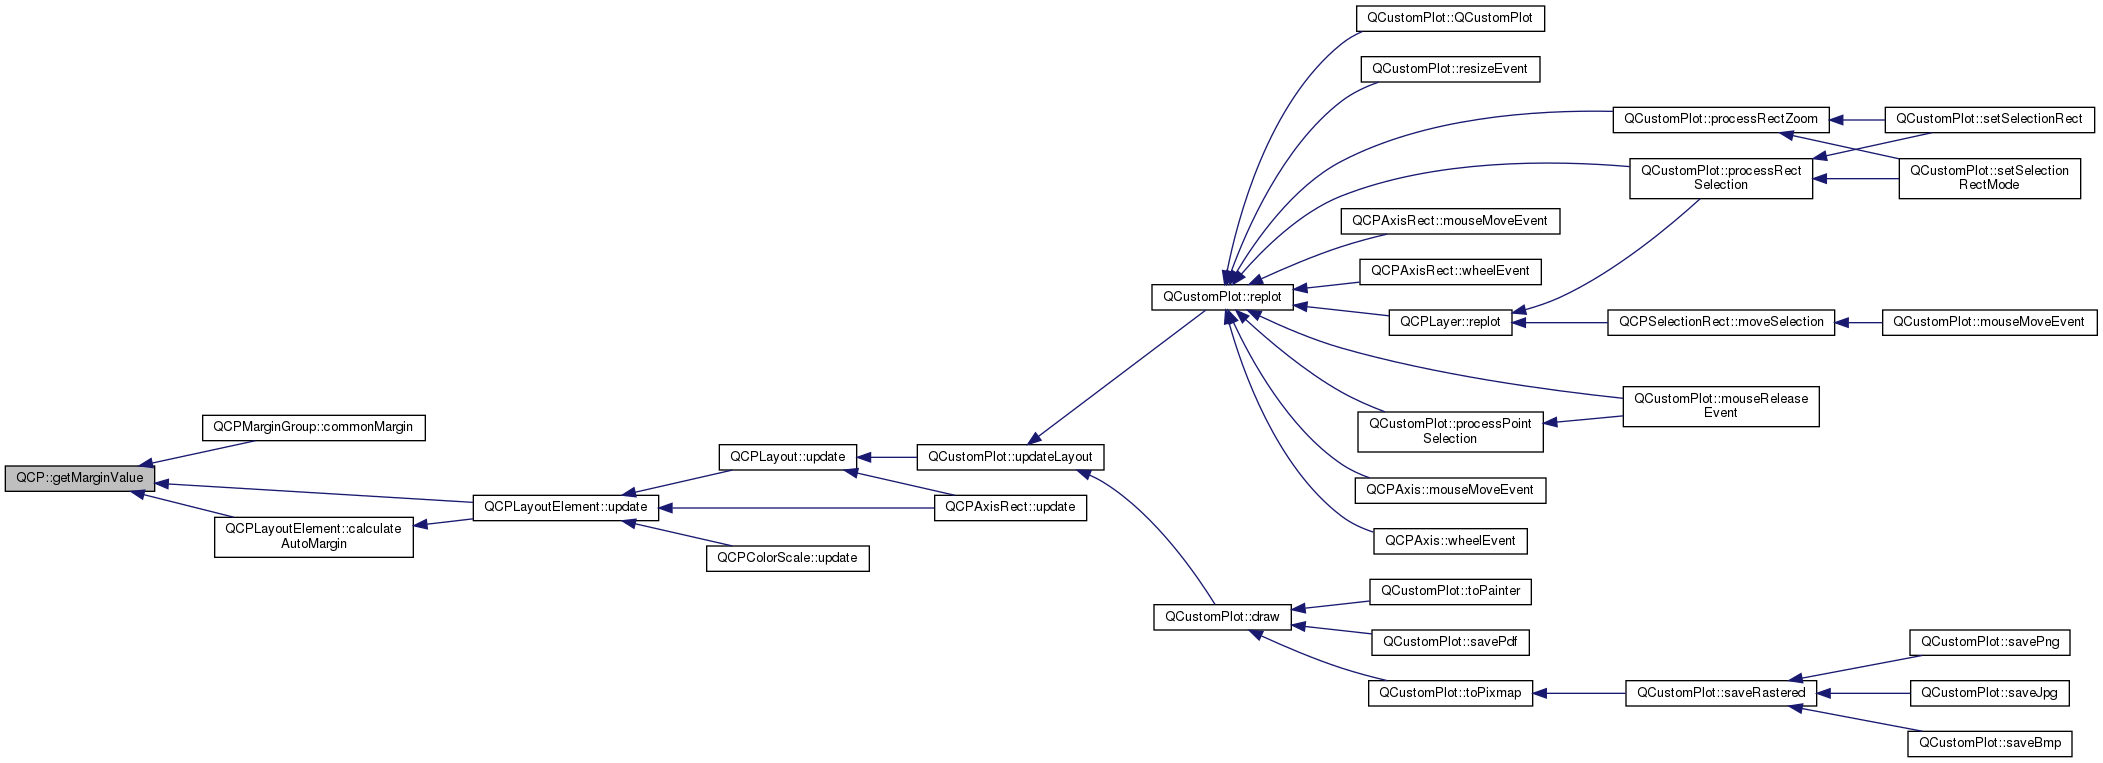 QCustomPlot::QCustomPlot
QCustomPlot::resizeEvent
QCustomPlot::processRectZoom
QCustomPlot::setSelectionRect
QCustomPlot::processRect
Selection
QCustomPlot::setSelection
RectMode
QCPAxisRect::mouseMoveEvent
QCPAxisRect::wheelEvent
QCustomPlot::replot
QCPLayer::replot
QCPSelectionRect::moveSelection
QCustomPlot::mouseMoveEvent
QCustomPlot::mouseRelease
Event
QCustomPlot::processPoint
Selection
QCPMarginGroup::commonMargin
QCPLayout::update
QCustomPlot::updateLayout
QCP::getMarginValue
QCPAxis::mouseMoveEvent
QCPLayoutElement::update
QCPAxisRect::update
QCPLayoutElement::calculate
AutoMargin
QCPAxis::wheelEvent
QCPColorScale::update
QCustomPlot::toPainter
QCustomPlot::draw
QCustomPlot::savePdf
QCustomPlot::savePng
QCustomPlot::toPixmap
QCustomPlot::saveRastered
QCustomPlot::saveJpg
QCustomPlot::saveBmp